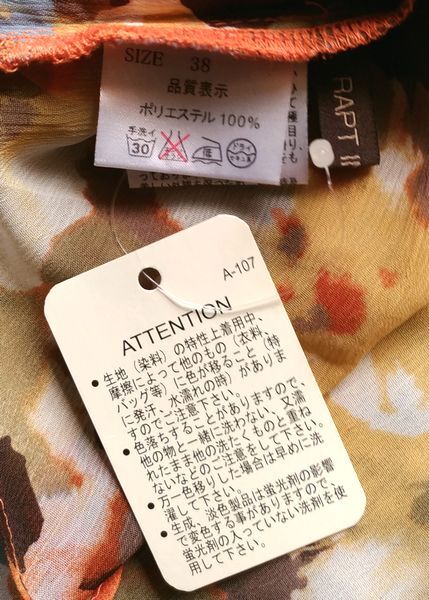 SIZE 38
品質表示
ポリエステル 100%
手洗イ
30
中
ドライ
セキユ系
RAPT
A-107
ATTENTION
• 生地（染料）の特性上着用中、
摩擦によって他のもの（衣料、
バッグ等）に色が移ること（特
に発汗、水濡れの時）がありま
すのでご注意下さい。
• 色落ちすることがありますので、
他の物と一緒に洗わない、又濡
れたまま他の洗たくものと重ね
ないなどのご注意をして下さい。
万一色移りした場合は早めに洗
濯して下さい。
• 生成、淡色製品は蛍光剤の影響
で変色する事がありますので、
蛍光剤の入っていない洗剤を使
用して下さい。